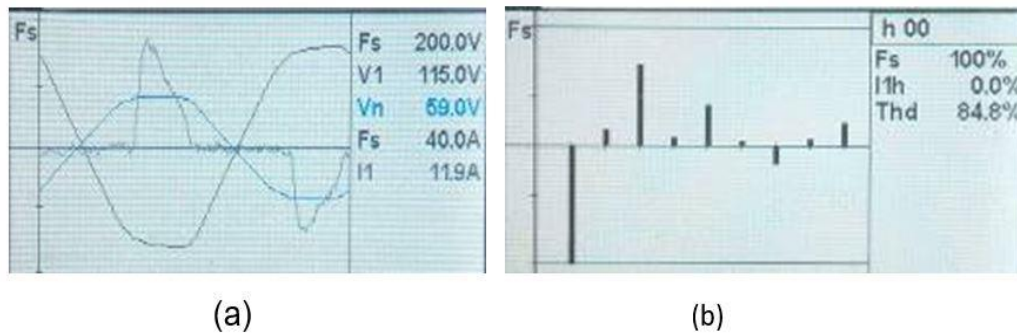 Fs
Fs 200.0V
V1 115.0V
Vn 59.0V
Fs 40.0A
I1 11.9A
(a)
Fs
h 00
Fs 100%
I1h 0.0%
Thd 84.8%
(b)